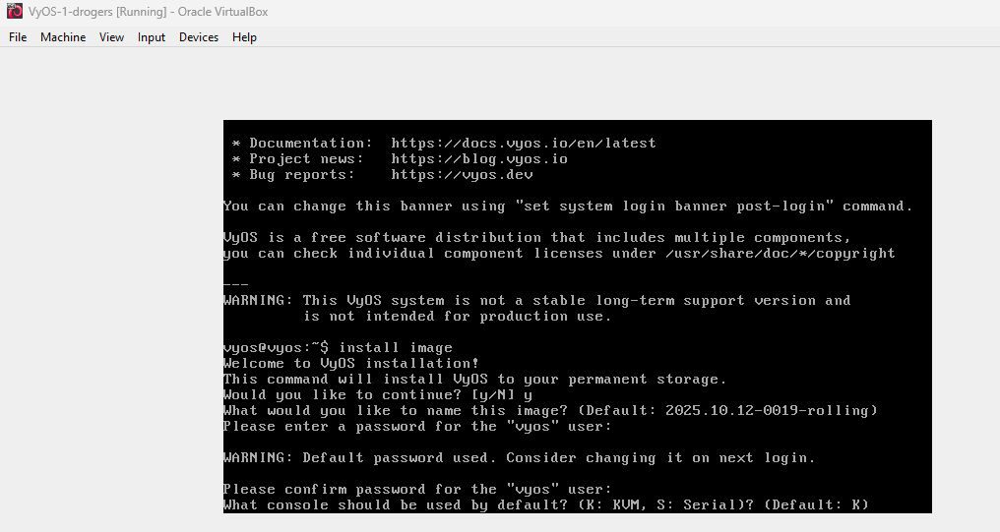 VyOS-1-drogers [Running] - Oracle VirtualBox
File Machine View Input Devices Help
* Documentation: https://docs.vyos.io/en/latest
* Project news: https://blog.vyos.io
* Bug reports: https://vyos.dev
You can change this banner using "set system login banner post-login" command.
VyOS is a free software distribution that includes multiple components,
you can check individual component licenses under /usr/share/doc/*/copyright
---
WARNING: This VyOS system is not a stable long-term support version and
is not intended for production use.
vyos@vyos:~$ install image
Welcome to VyOS installation!
This command will install VyOS to your permanent storage.
Would you like to continue? [y/N] y
What would you like to name this image? (Default: 2025.10.12-0019-rolling)
Please enter a password for the "vyos" user:
WARNING: Default password used. Consider changing it on next login.
Please confirm password for the "vyos" user:
What console should be used by default? (K: KVM, S: Serial)? (Default: K)